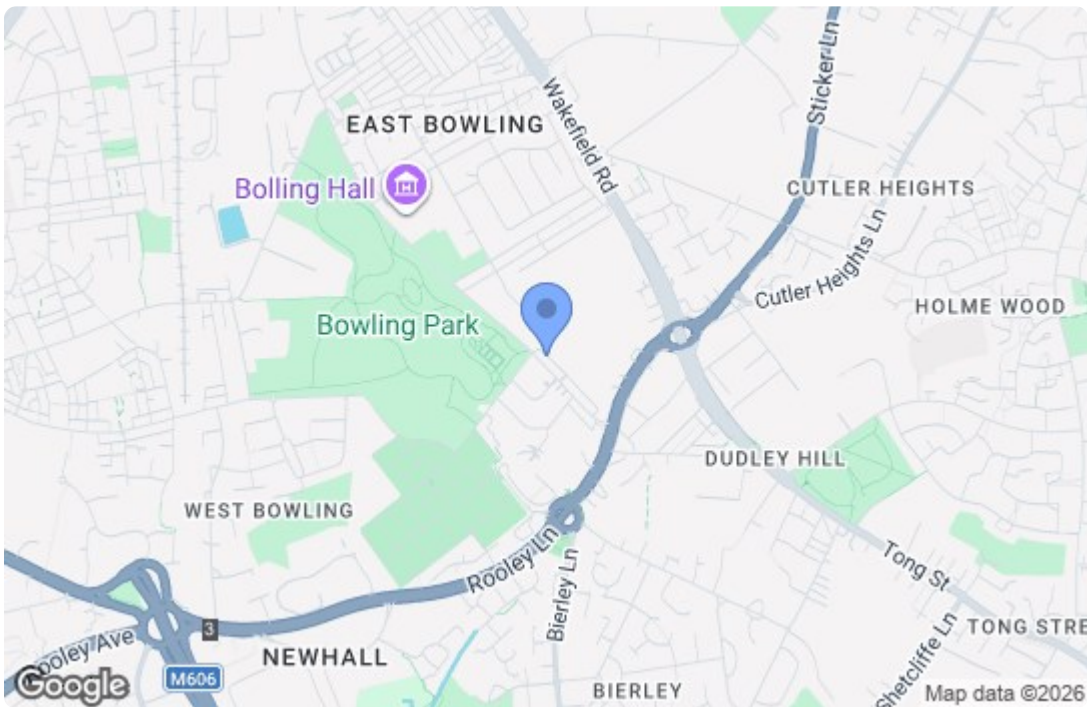 Wakefield Rd
Sticker Ln
EAST BOWLING
Bolling Hall
CUTLER HEIGHTS
Cutler Heights Ln
HOLME WOOD
Bowling Park
DUDLEY HILL
WEST BOWLING
Rooley Ln
Tong St
Bierley Ln
3
Rooley Ave
TONG STRE
Shetcliffe Ln
NEWHALL
M606
BIERLEY
Google
Map data ©2026